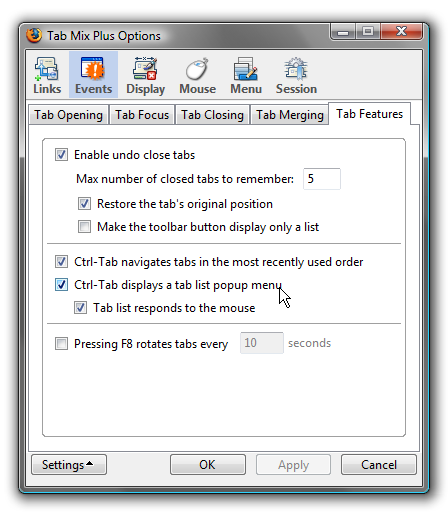 Tab Mix Plus Options
Links Events Display Mouse Menu Session
Tab Opening Tab Focus Tab Closing Tab Merging Tab Features
Enable undo close tabs
Max number of closed tabs to remember: 5
Restore the tab's original position
Make the toolbar button display only a list
Ctrl-Tab navigates tabs in the most recently used order
Ctrl-Tab displays a tab list popup menu
Tab list responds to the mouse
Pressing F8 rotates tabs every 10 seconds
Settings OK Apply Cancel